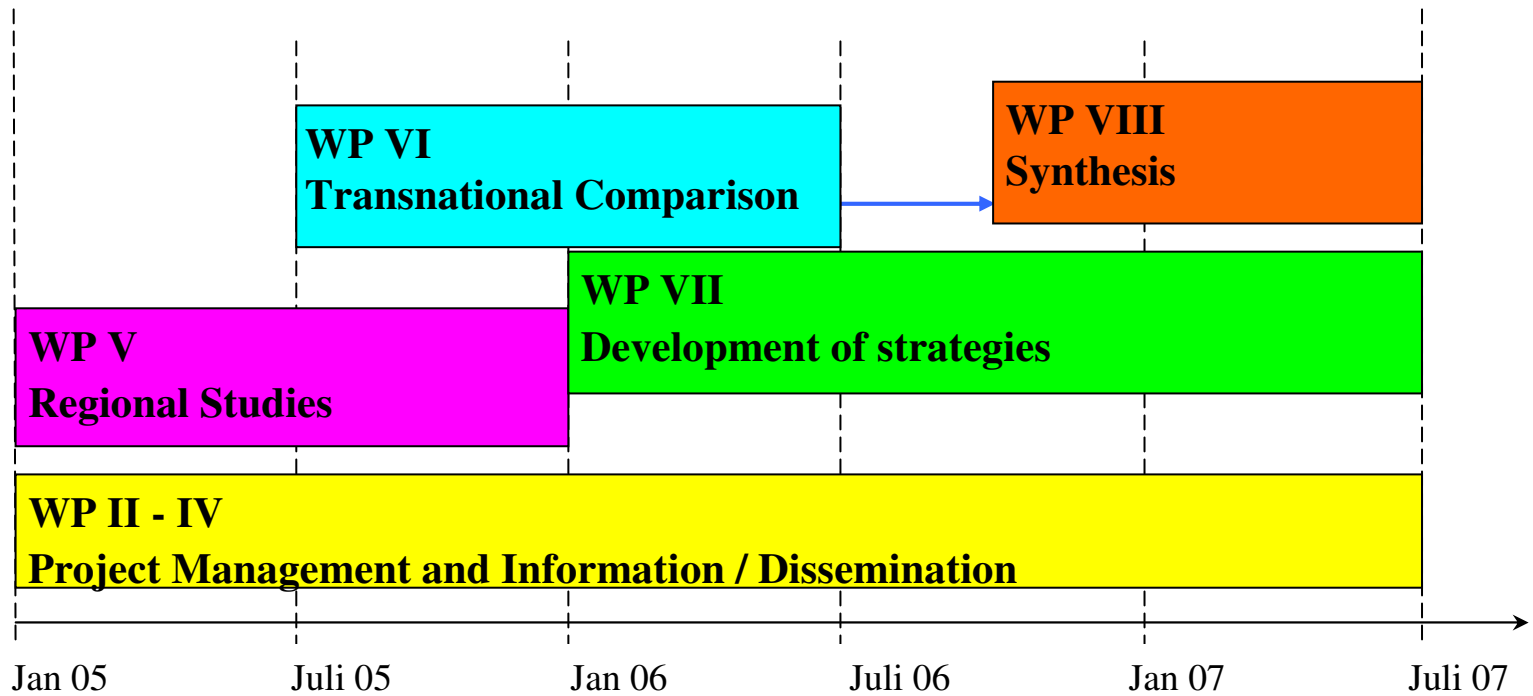 WP VI
Transnational Comparison
WP VIII
Synthesis
WP VII
Development of strategies
WP V
Regional Studies
WP II - IV
Project Management and Information / Dissemination
Jan 05 Juli 05 Jan 06 Juli 06 Jan 07 Juli 07